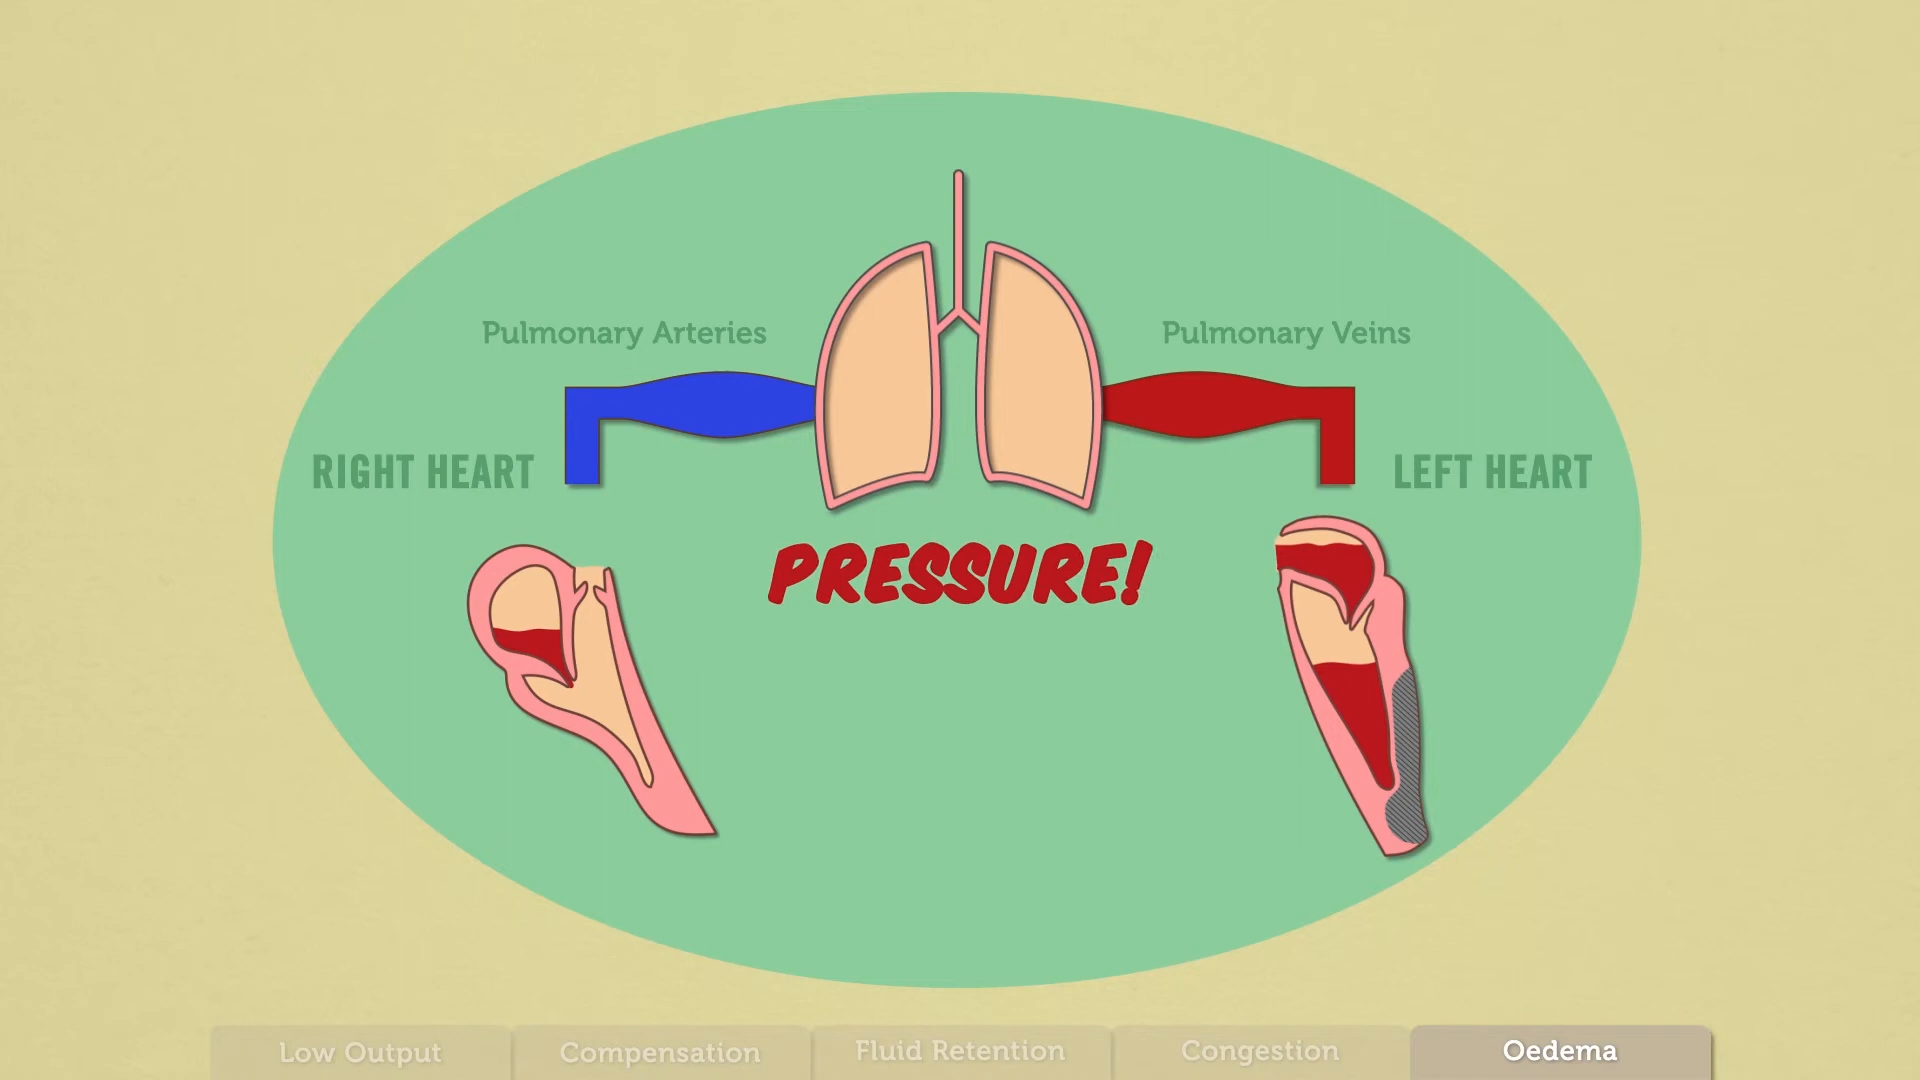 Pulmonary Arteries
Pulmonary Veins
RIGHT HEART
LEFT HEART
PRESSURE!
Low Output
Compensation
Fluid Retention
Congestion
Oedema